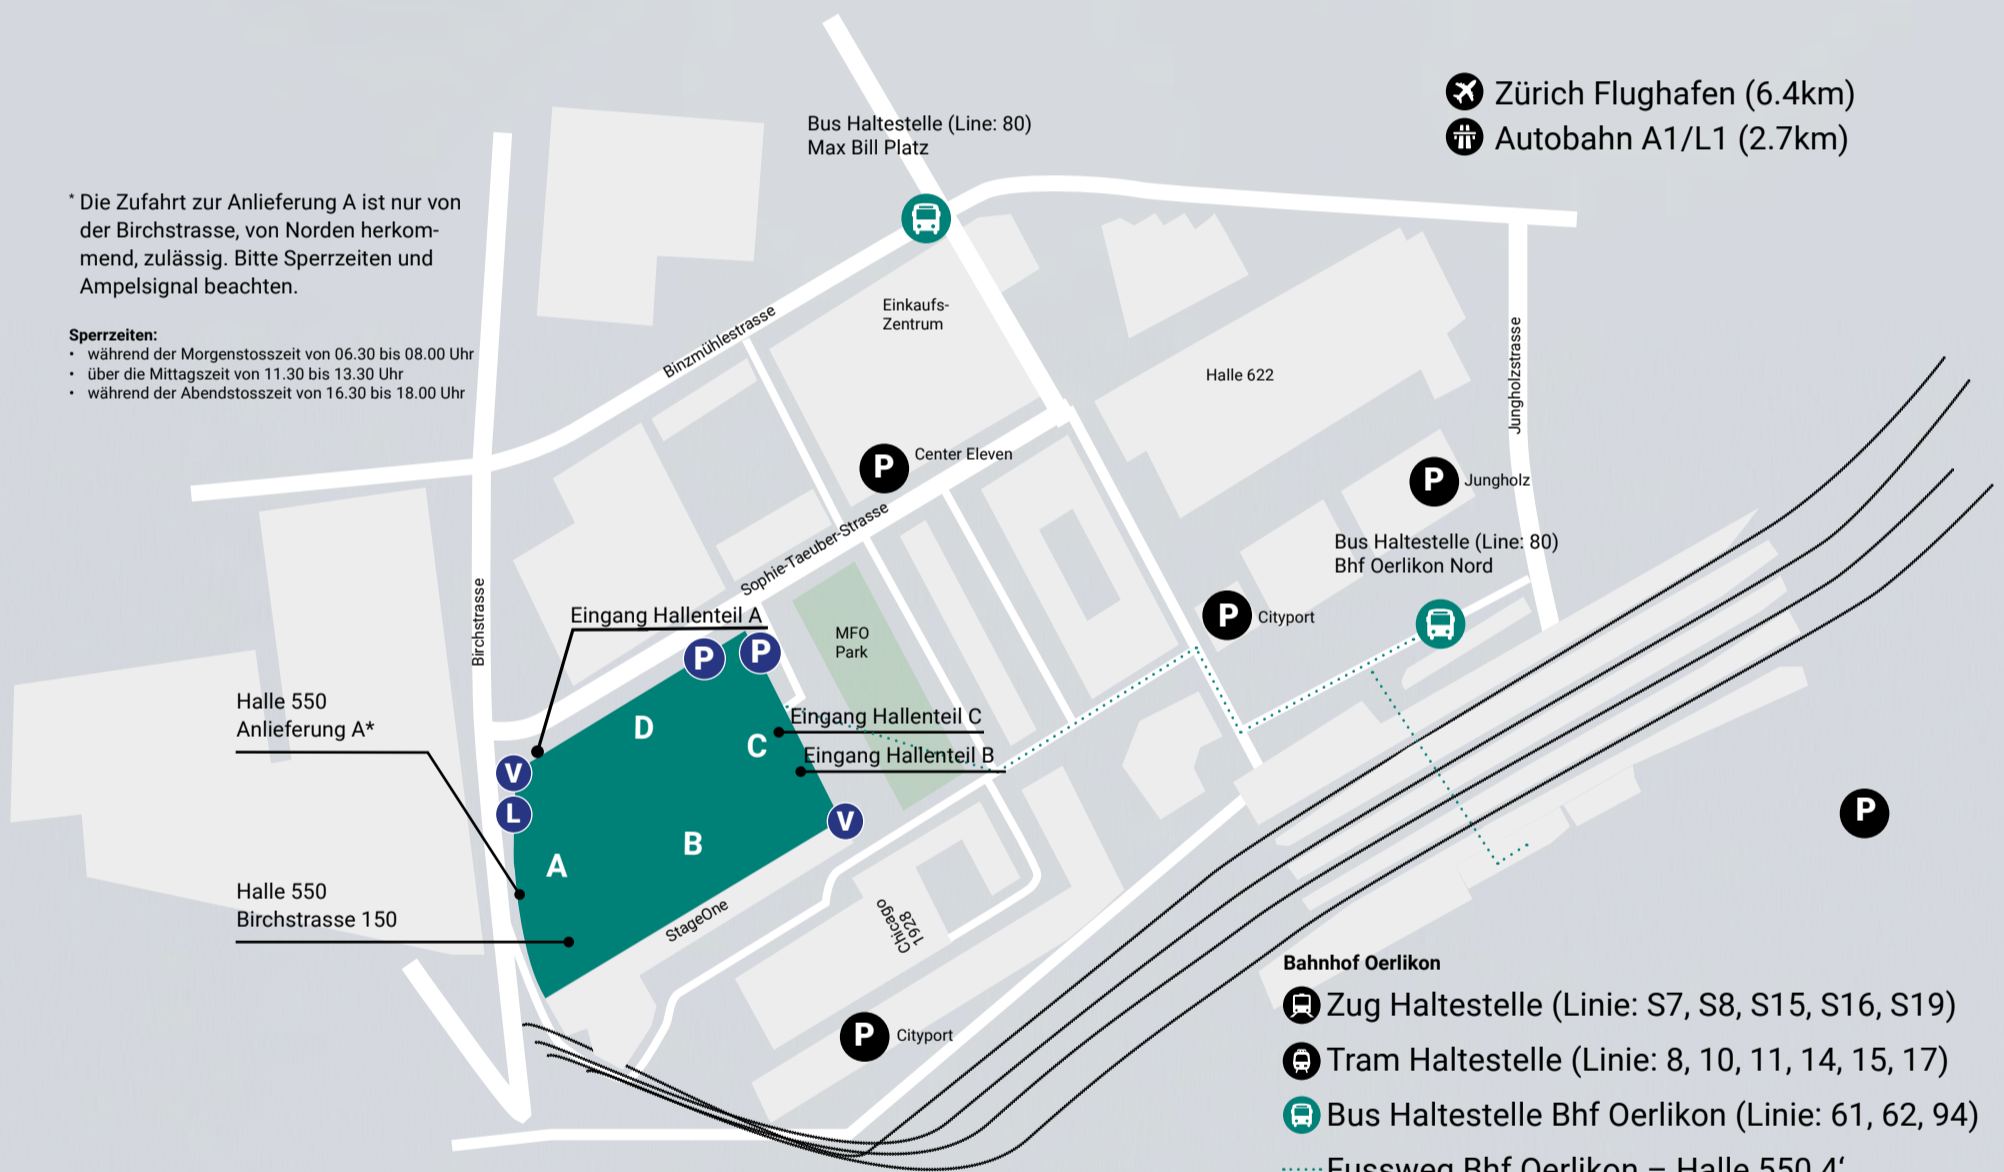 Zürich Flughafen (6.4km)
Autobahn A1/L1 (2.7km)
Bus Haltestelle (Line: 80)
Max Bill Platz
* Die Zufahrt zur Anlieferung A ist nur von
der Birchstrasse, von Norden herkom-
mend, zulässig. Bitte Sperrzeiten und
Ampelsignal beachten.
Sperrzeiten:
• während der Morgenstosszeit von 06.30 bis 08.00 Uhr
• über die Mittagszeit von 11.30 bis 13.30 Uhr
• während der Abendstosszeit von 16.30 bis 18.00 Uhr
Einkaufs-
Zentrum
Binzmühlestrasse
Halle 622
Jungholzstrasse
P Center Eleven
P Jungholz
Sophie-Taeuber-Strasse
Bus Haltestelle (Line: 80)
Bhf Oerlikon Nord
Birchstrasse
Eingang Hallenteil A
P Cityport
MFO
Park
P
P
Halle 550
Anlieferung A*
D
C
Eingang Hallenteil C
Eingang Hallenteil B
V
L
V
P
B
A
Halle 550
Birchstrasse 150
StageOne
Chicago
1928
P Cityport
Bahnhof Oerlikon
Zug Haltestelle (Linie: S7, S8, S15, S16, S19)
Tram Haltestelle (Linie: 8, 10, 11, 14, 15, 17)
Bus Haltestelle Bhf Oerlikon (Linie: 61, 62, 94)
Fussweg Bhf Oerlikon – Halle 550 4‘